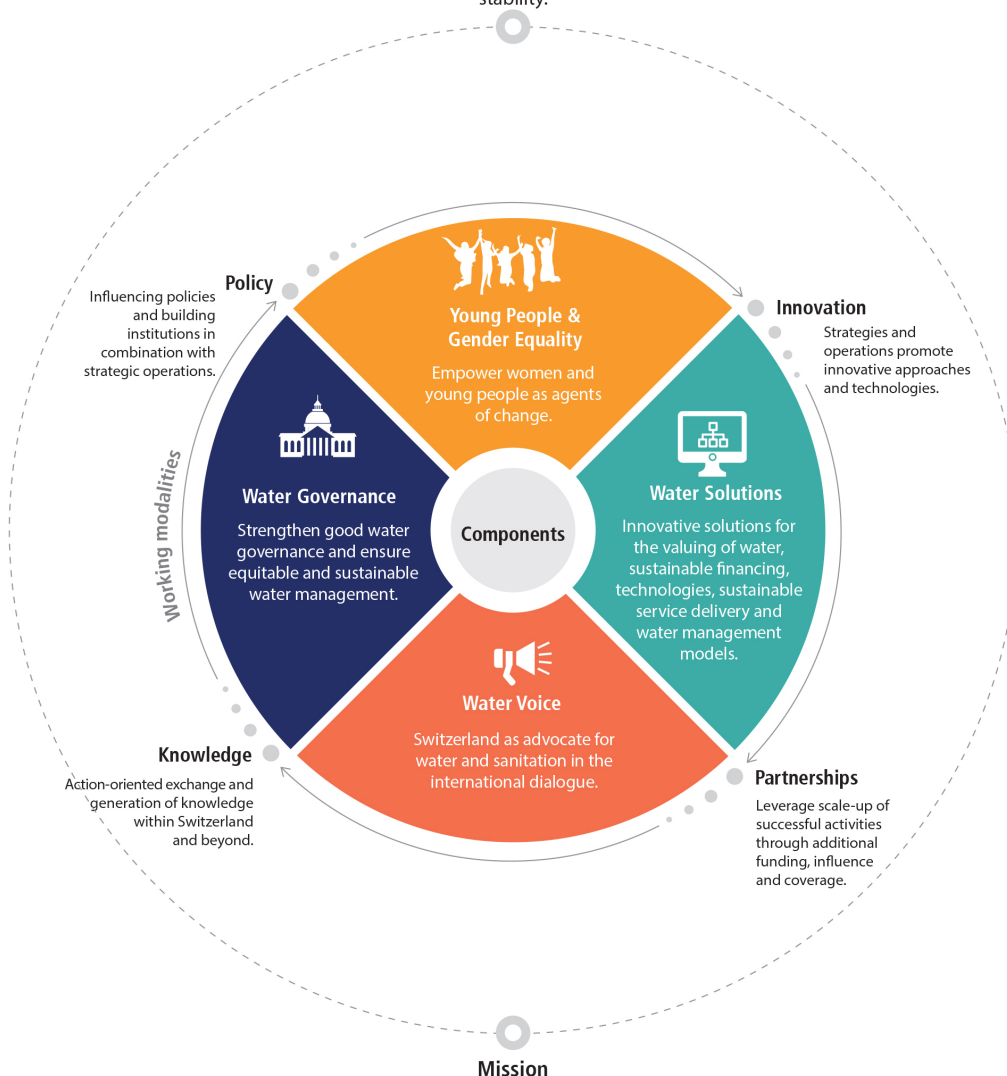 stability.
Policy
Influencing policies
and building
institutions in
combination with
strategic operations.
Young People &
Gender Equality
Empower women and
young people as agents
of change.
Innovation
Strategies and
operations promote
innovative approaches
and technologies.
Working modalities
Water Governance
Strengthen good water
governance and ensure
equitable and sustainable
water management.
Components
Water Solutions
Innovative solutions for
the valuing of water,
sustainable financing,
technologies, sustainable
service delivery and
water management
models.
Water Voice
Switzerland as advocate for
water and sanitation in the
international dialogue.
Knowledge
Action-oriented exchange and
generation of knowledge
within Switzerland
and beyond.
Partnerships
Leverage scale-up of
successful activities
through additional
funding, influence
and coverage.
Mission